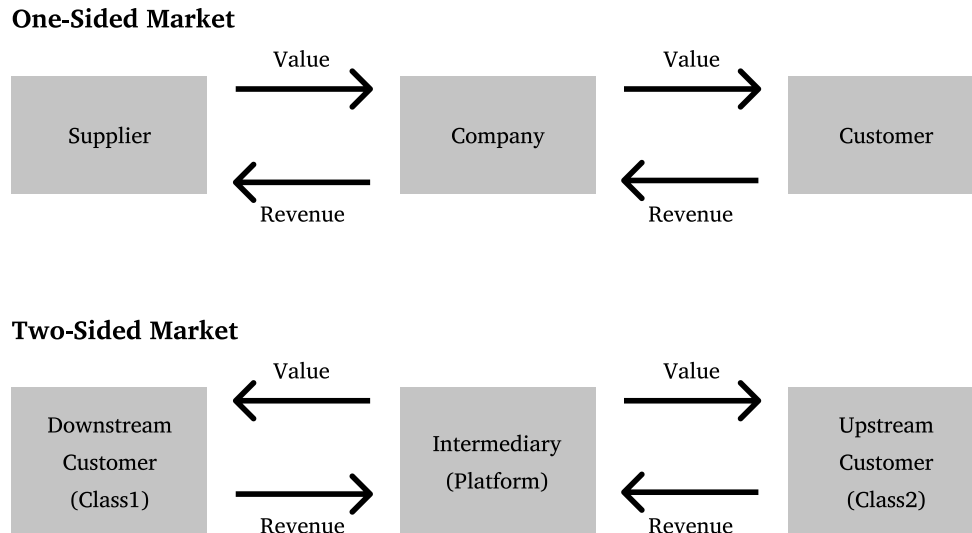 One-Sided Market
Value
Value
Supplier
Company
Customer
Revenue
Revenue
Two-Sided Market
Value
Value
Downstream
Customer
(Class1)
Intermediary
(Platform)
Upstream
Customer
(Class2)
Revenue
Revenue